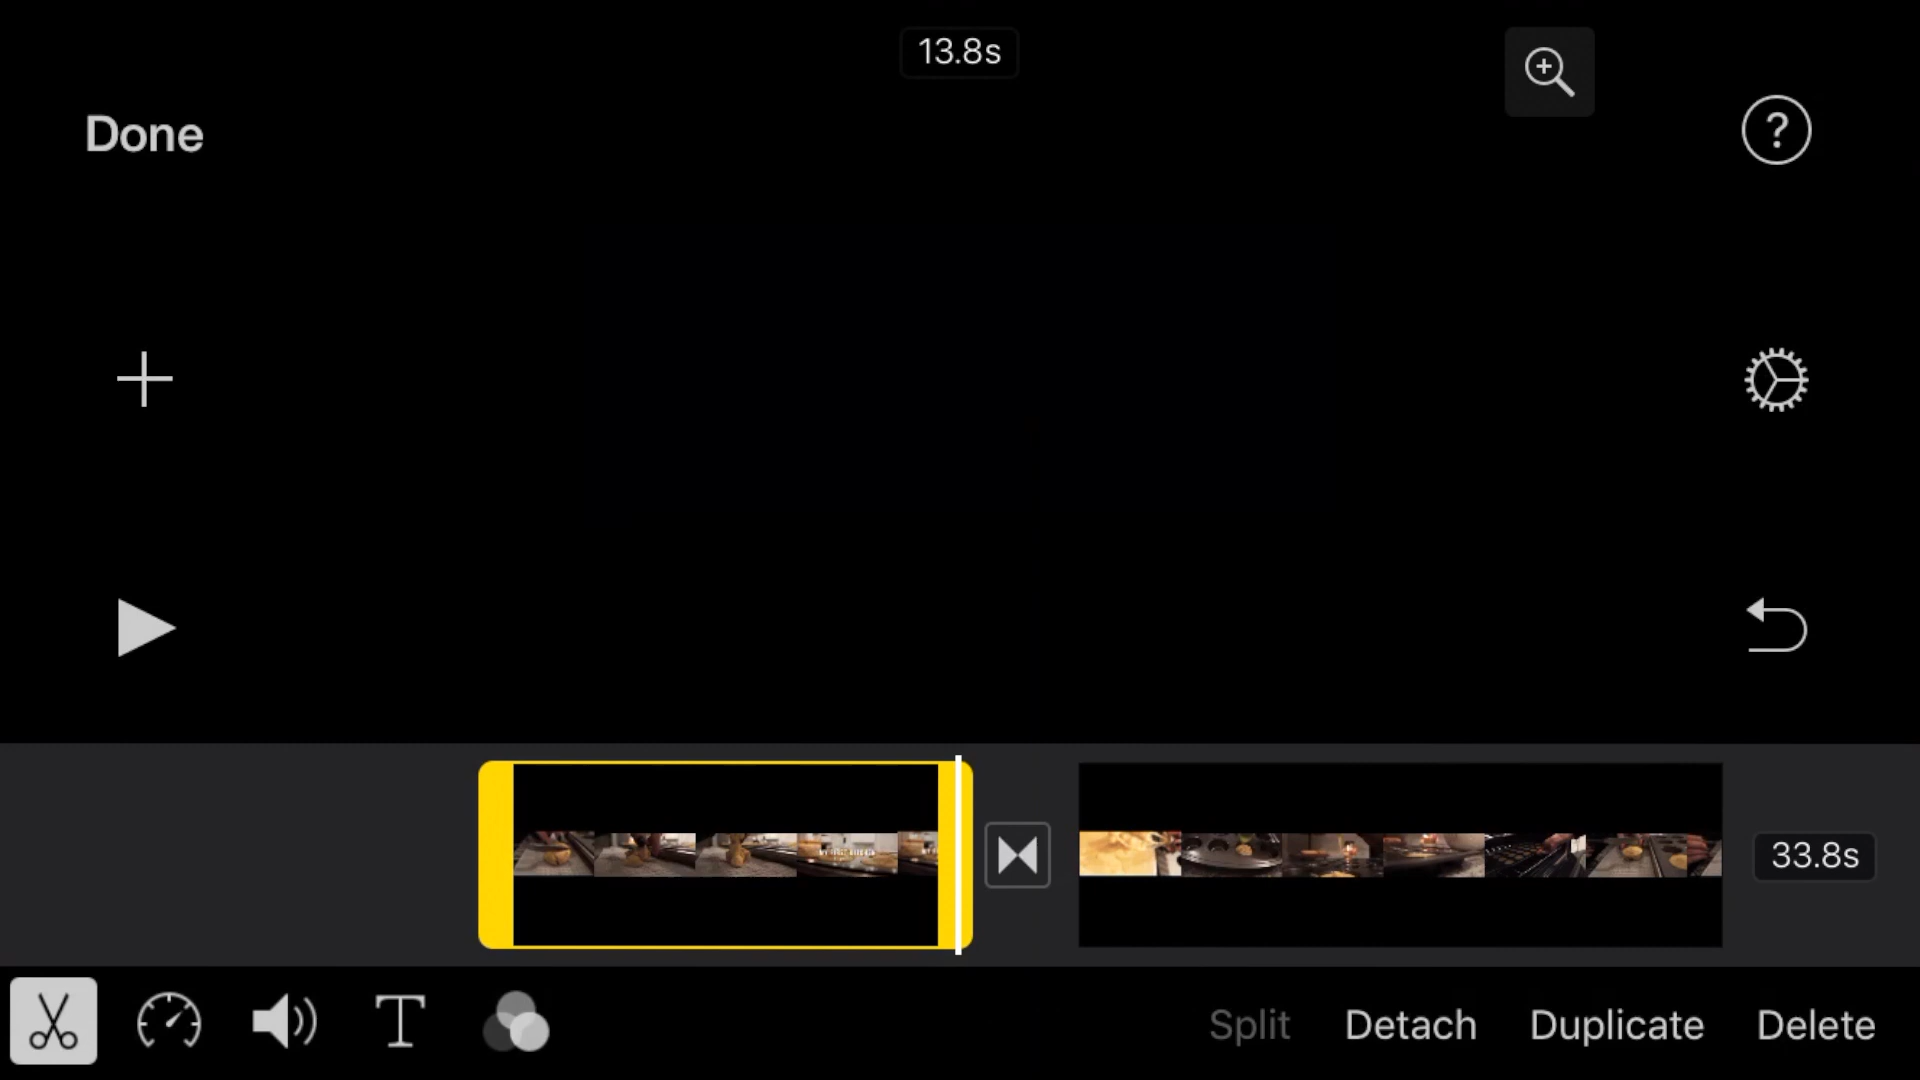 13.8s
Done
?
33.8s
Split
Detach
Duplicate
Delete